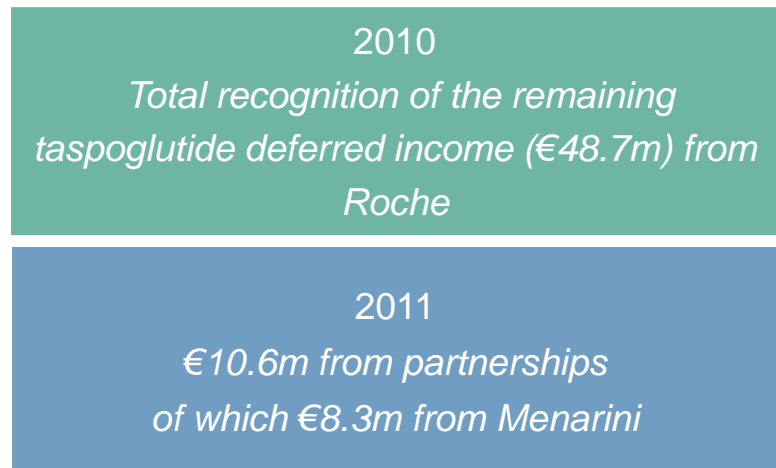 2010
Total recognition of the remaining
taspoglutide deferred income (€48.7m) from
Roche
2011
€10.6m from partnerships
of which €8.3m from Menarini